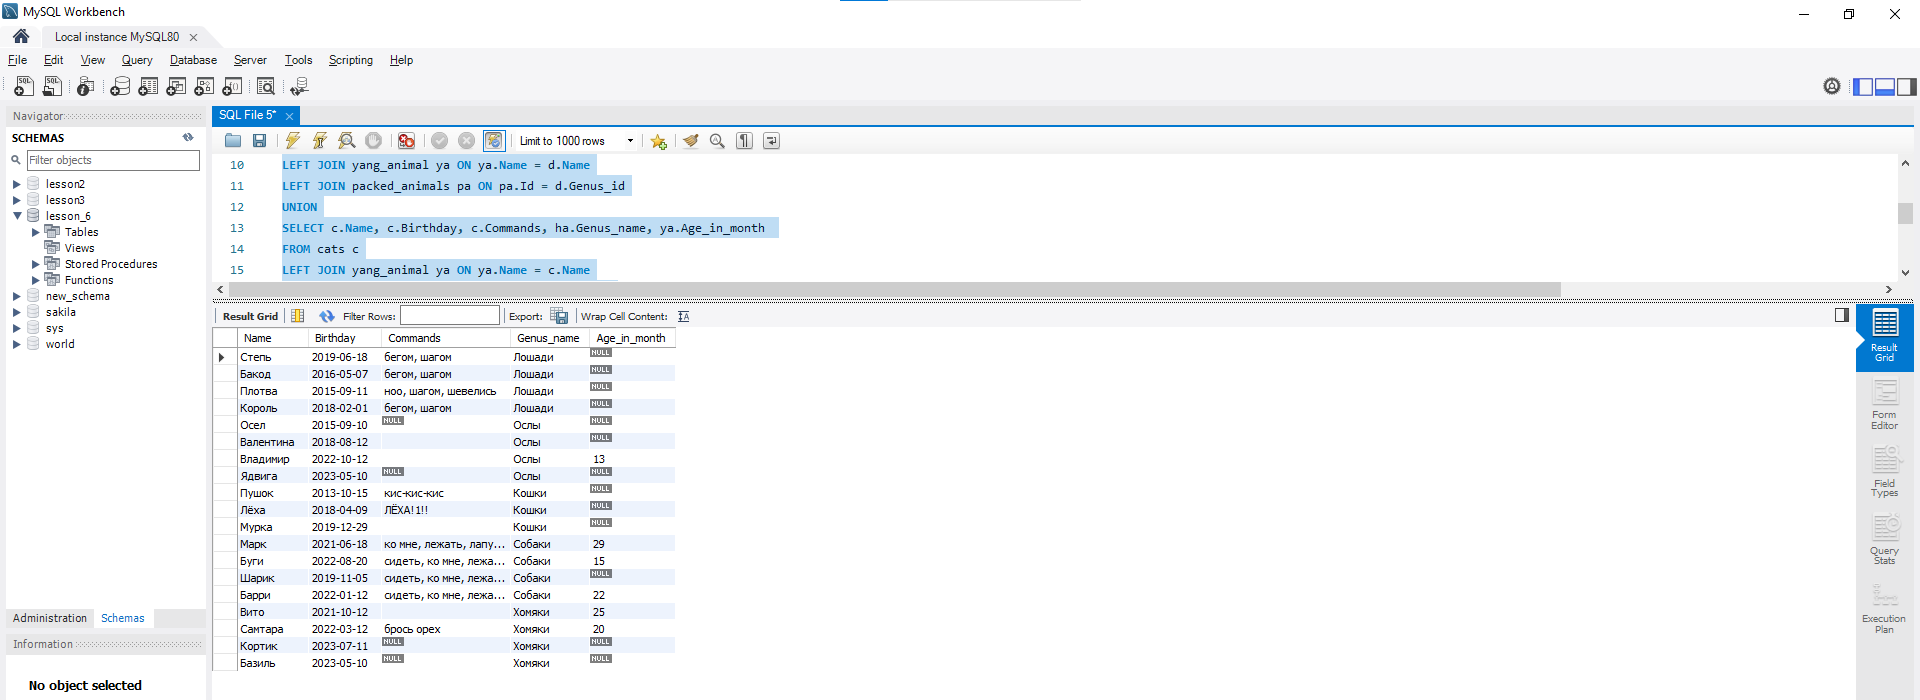 MySQL Workbench
Local instance MySQL80
File Edit View Query Database Server Tools Scripting Help
Navigator
SCHEMAS
Filter objects
lesson2
lesson3
lesson_6
Tables
Views
Stored Procedures
Functions
new_schema
sakila
sys
world
Administration Schemas
Information
No object selected
SQL File 5*
Limit to 1000 rows
10 LEFT JOIN yang_animal ya ON ya.Name = d.Name
11 LEFT JOIN packed_animals pa ON pa.Id = d.Genus_id
12 UNION
13 SELECT c.Name, c.Birthday, c.Commands, ha.Genus_name, ya.Age_in_month
14 FROM cats c
15 LEFT JOIN yang_animal ya ON ya.Name = c.Name
Result Grid Filter Rows: Export: Wrap Cell Content:
Name Birthday Commands Genus_name Age_in_month
Степь 2019-06-18 бегом, шагом Лошади NULL
Бакод 2016-05-07 бегом, шагом Лошади NULL
Плотва 2015-09-11 ноо, шагом, шевелись Лошади NULL
Король 2018-02-01 бегом, шагом Лошади NULL
Осел 2015-09-10 NULL Ослы NULL
Валентина 2018-08-12 Ослы NULL
Владимир 2022-10-12 Ослы 13
Ядвига 2023-05-10 NULL Ослы NULL
Пушок 2013-10-15 кис-кис-кис Кошки NULL
Лёха 2018-04-09 ЛЁХА!1!! Кошки NULL
Мурка 2019-12-29 Кошки NULL
Марк 2021-06-18 ко мне, лежать, лапу... Собаки 29
Буги 2022-08-20 сидеть, ко мне, лежа... Собаки 15
Шарик 2019-11-05 сидеть, ко мне, лежа... Собаки NULL
Барри 2022-01-12 сидеть, ко мне, лежа... Собаки 22
Вито 2021-10-12 Хомяки 25
Самтара 2022-03-12 брось орех Хомяки 20
Кортик 2023-07-11 NULL Хомяки NULL
Базиль 2023-05-10 NULL Хомяки NULL
Result
Grid
Form
Editor
Field
Types
Query
Stats
Execution
Plan